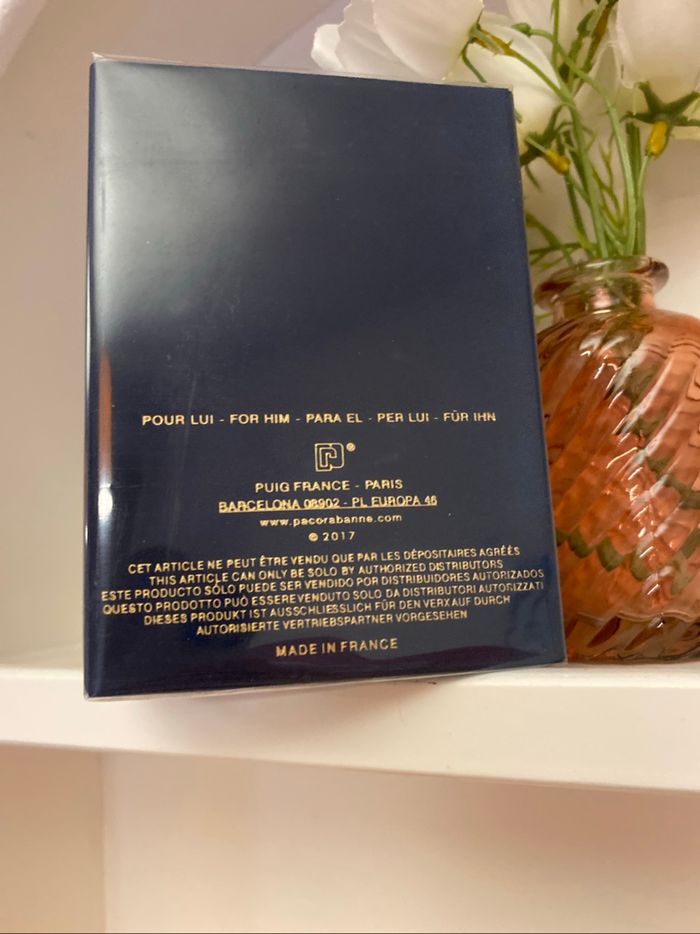 POUR LUI - FOR HIM - PARA EL - PER LUI - FÜR IHN
®
PUIG FRANCE - PARIS
BARCELONA 08902 - PL EUROPA 46
www.pacorabanne.com
© 2017
CET ARTICLE NE PEUT ÊTRE VENDU QUE PAR LES DÉPOSITAIRES AGRÉÉS
THIS ARTICLE CAN ONLY BE SOLD BY AUTHORIZED DISTRIBUTORS
ESTE PRODUCTO SÓLO PUEDE SER VENDIDO POR DISTRIBUIDORES AUTORIZADOS
QUESTO PRODOTTO PUÒ ESSERE VENDUTO SOLO DA DISTRIBUTORI AUTORIZZATI
DIESES PRODUKT IST AUSSCHLIESSLICH FÜR DEN VERKAUF DURCH
AUTORISIERTE VERTRIEBSPARTNER VORGESEHEN
MADE IN FRANCE